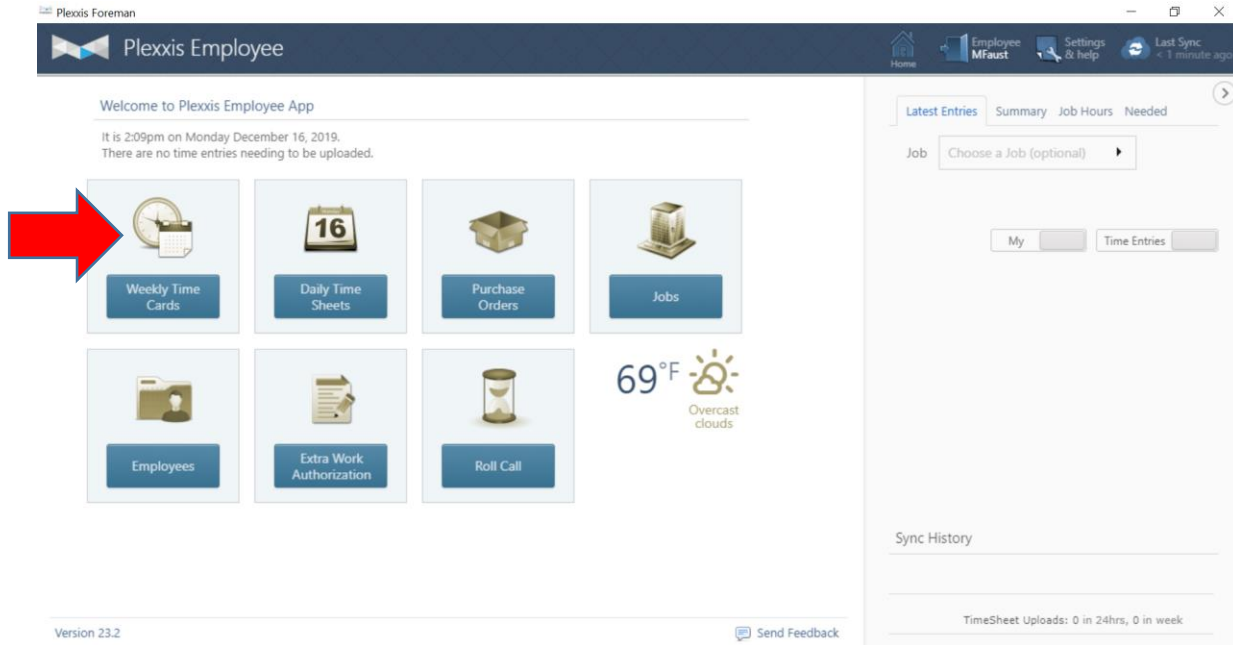 Plexxis Foreman
Plexxis Employee
Home
Employee
MFaust
Settings
& help
Last Sync
< 1 minute ago
Welcome to Plexxis Employee App
It is 2:09pm on Monday December 16, 2019.
There are no time entries needing to be uploaded.
Weekly Time
Cards
16
Daily Time
Sheets
Purchase
Orders
Jobs
Employees
Extra Work
Authorization
Roll Call
69°F
Overcast
clouds
Latest Entries Summary Job Hours Needed
Job Choose a Job (optional)
My Time Entries
Sync History
TimeSheet Uploads: 0 in 24hrs, 0 in week
Version 23.2
Send Feedback